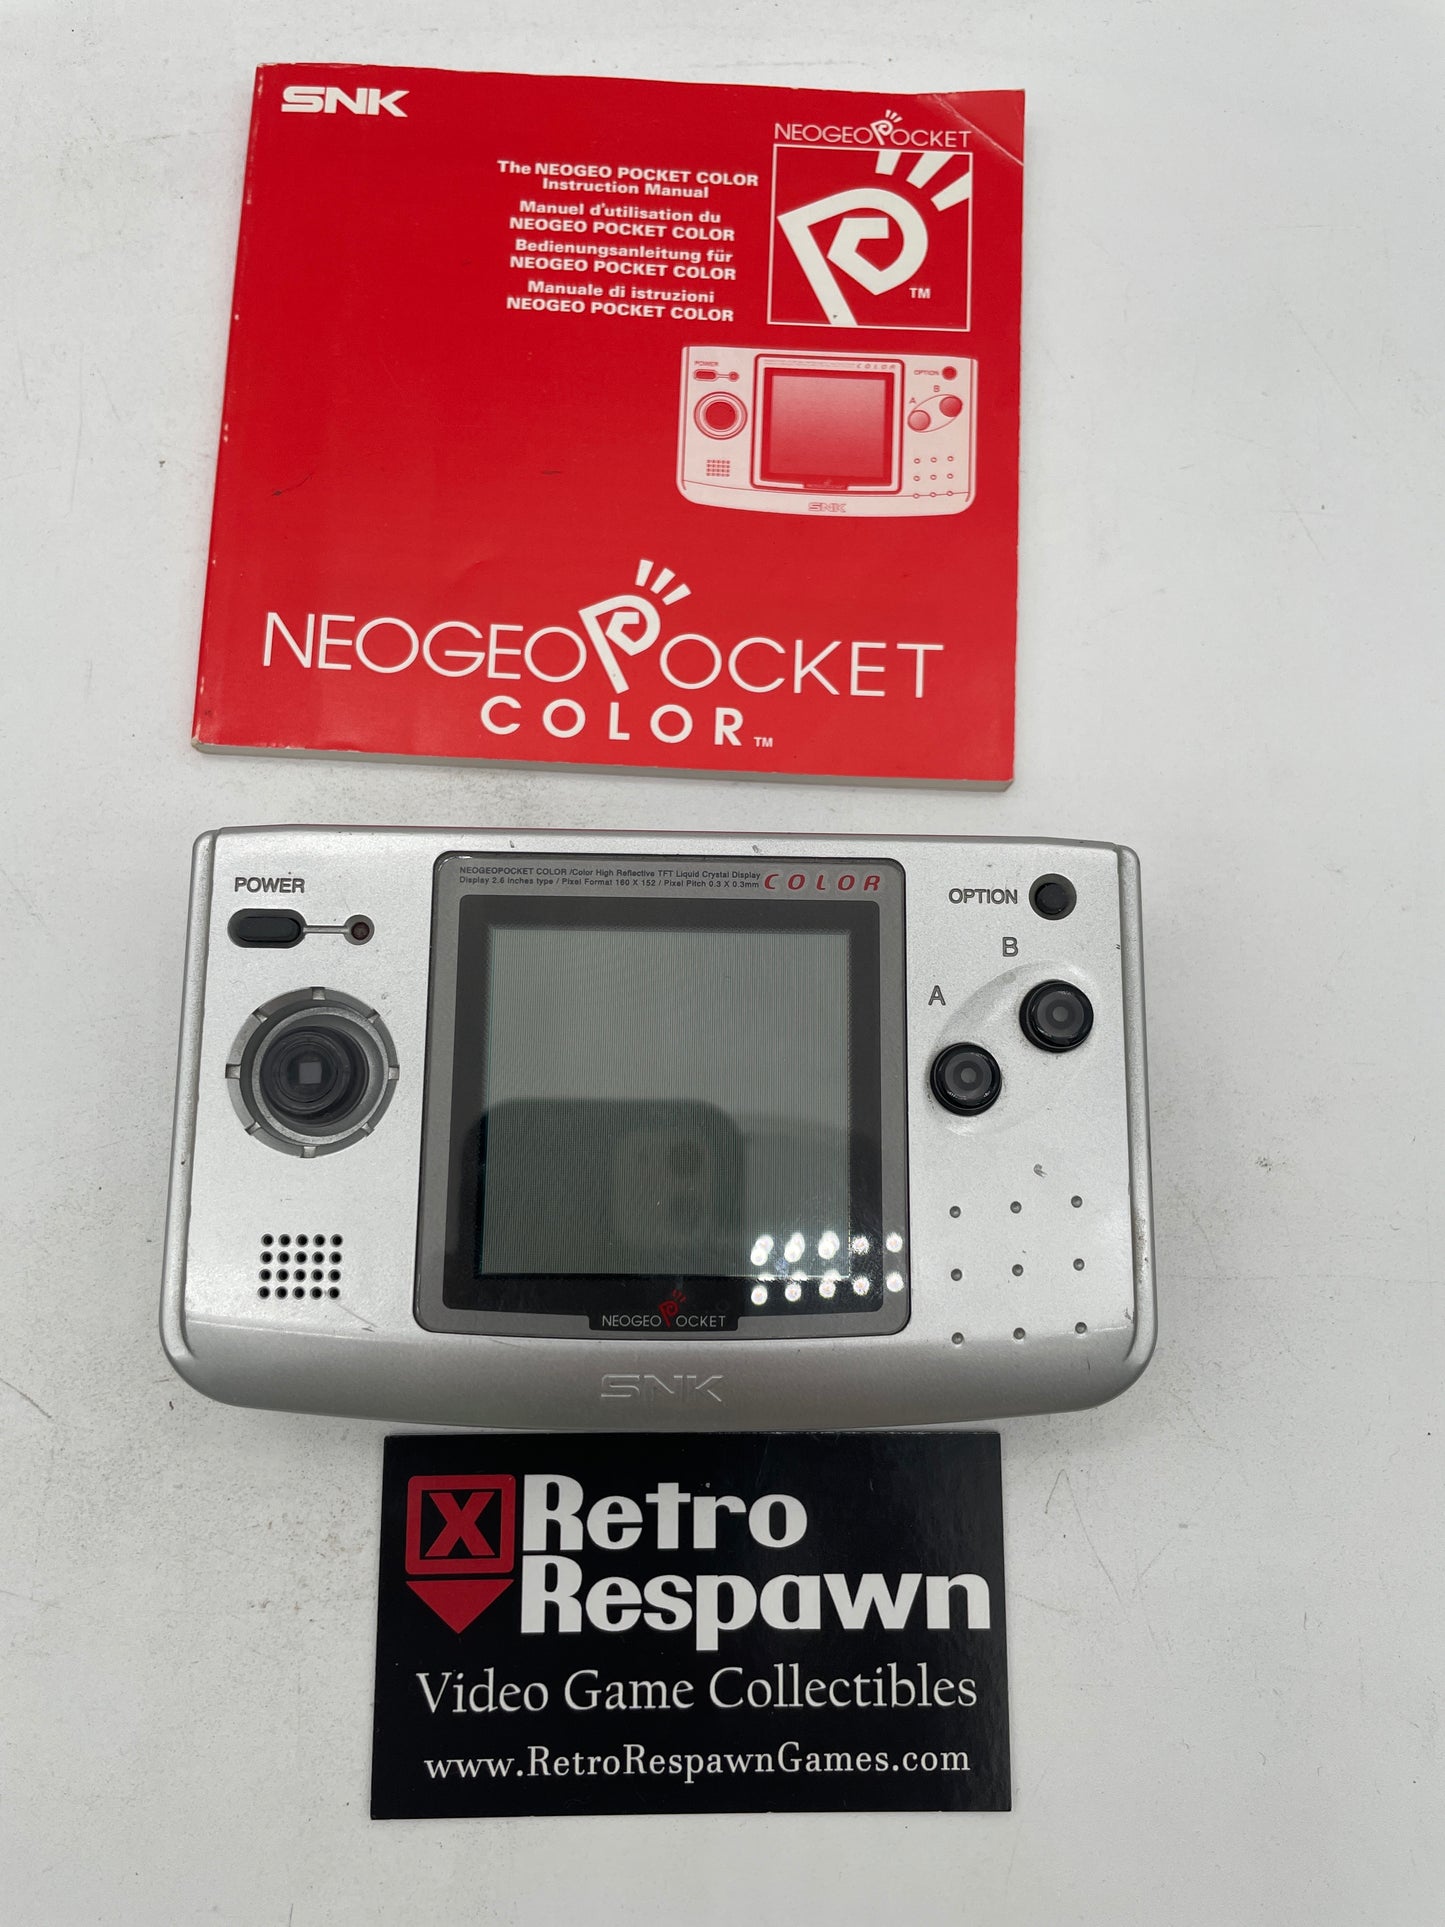 SNK
NEOGEO POCKET
The NEOGEO POCKET COLOR
Instruction Manual
Manuel d'utilisation du
NEOGEO POCKET COLOR
Bedienungsanleitung für
NEOGEO POCKET COLOR
Manuale di istruzioni
NEOGEO POCKET COLOR
TM
POWER
COLOR
OPTION
B
A
SNK
NEOGEO POCKET
COLOR TM
POWER
NEOGEOPOCKET COLOR /Color High Reflective TFT Liquid Crystal Display
Display 2.6 inches type / Pixel Format 160 X 152 / Pixel Pitch 0.3 X 0.3mm
COLOR
OPTION
B
A
NEOGEO POCKET
SNK
X Retro
Respawn
Video Game Collectibles
www.RetroRespawnGames.com